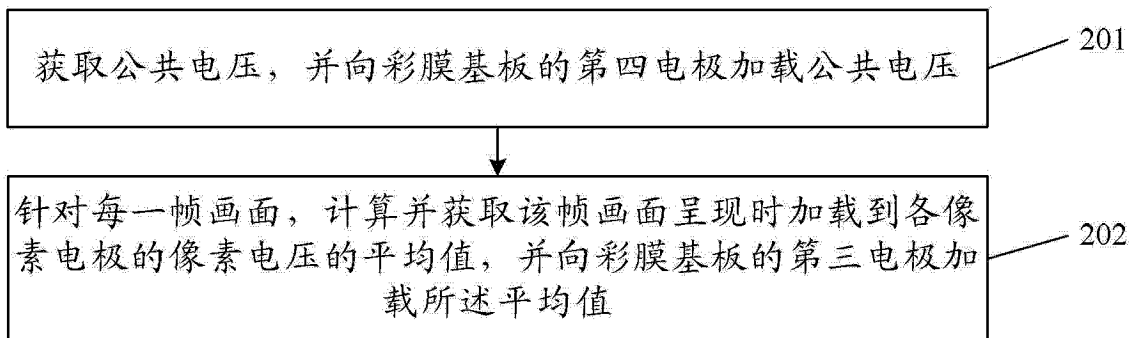 获取公共电压，并向彩膜基板的第四电极加载公共电压
201
针对每一帧画面，计算并获取该帧画面呈现时加载到各像
素电极的像素电压的平均值，并向彩膜基板的第三电极加
载所述平均值
202